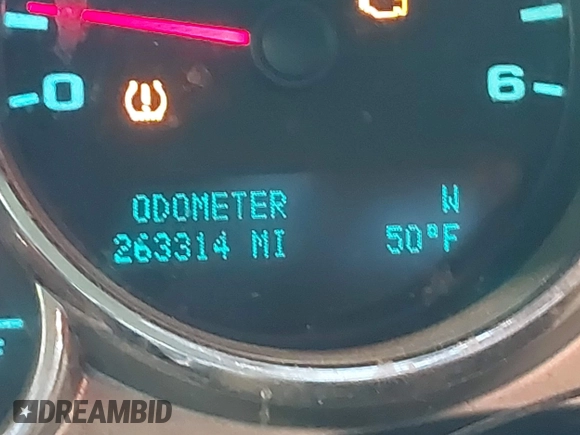 0
6
ODOMETER W
263314 MI 50°F
DREAMBID